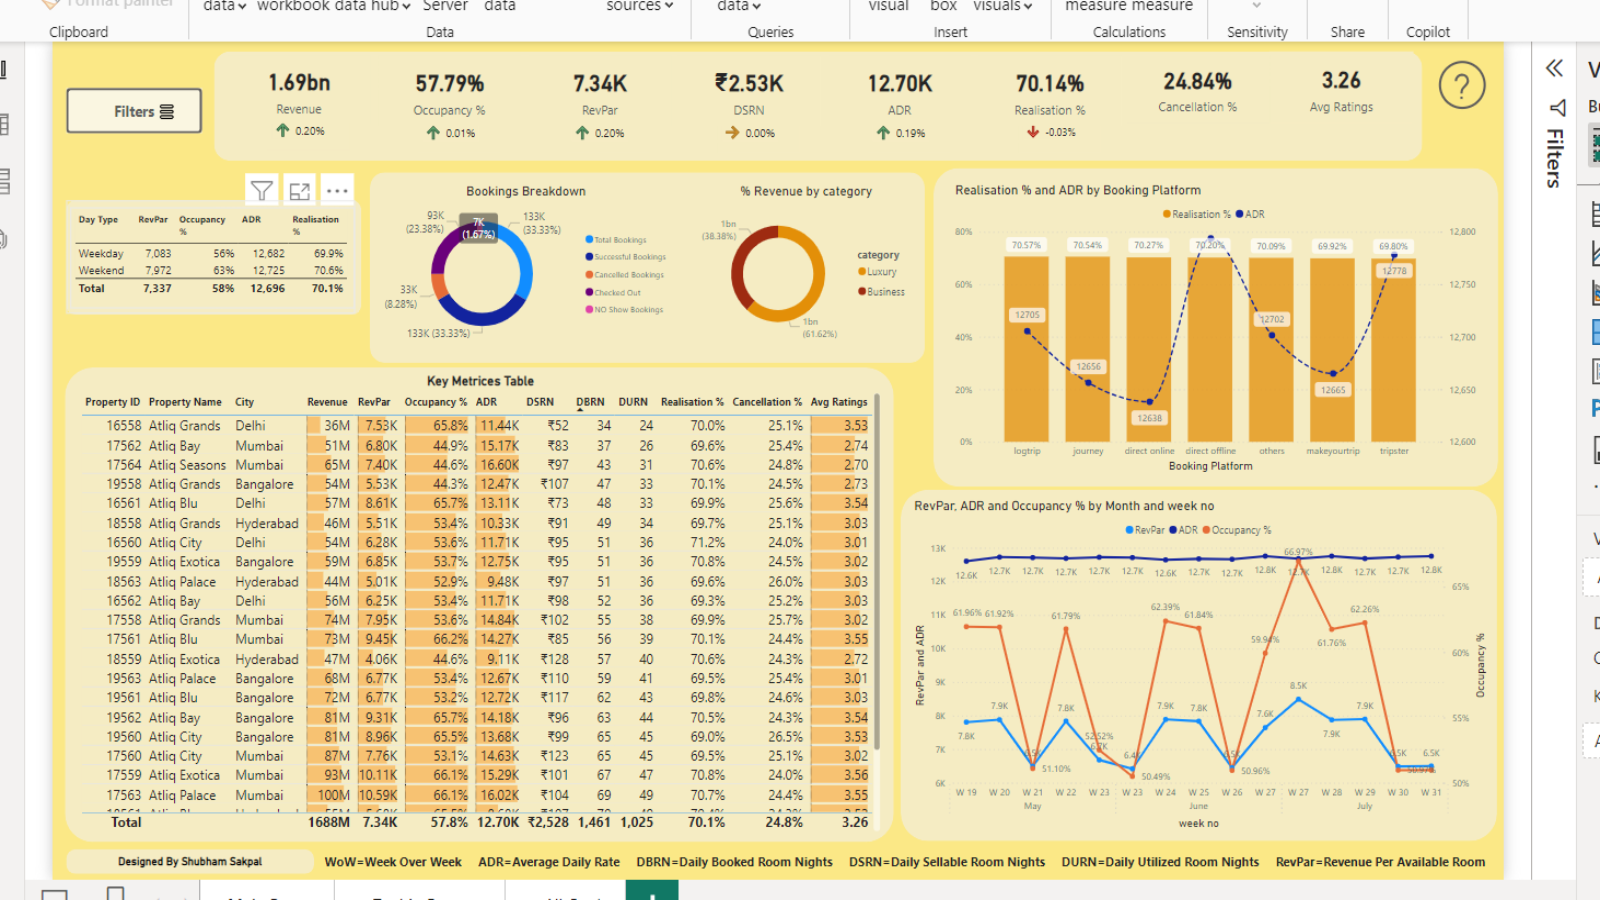 Format painter
data workbook data hub Server data sources data visual box visuals measure measure
Clipboard Data Queries Insert Calculations Sensitivity Share Copilot
Filters
1.69bn
Revenue
0.20%
57.79%
Occupancy %
0.01%
7.34K
RevPar
0.20%
₹2.53K
DSRN
0.00%
12.70K
ADR
0.19%
70.14%
Realisation %
-0.03%
24.84%
Cancellation %
3.26
Avg Ratings
?
Filters
Day Type RevPar Occupancy % ADR Realisation %
Weekday 7,083 56% 12,682 69.9%
Weekend 7,972 63% 12,725 70.6%
Total 7,337 58% 12,696 70.1%
Bookings Breakdown
93K (23.38%)
7K (1.67%)
133K (33.33%)
33K (8.28%)
133K (33.33%)
Total Bookings
Successful Bookings
Cancelled Bookings
Checked Out
NO Show Bookings
% Revenue by category
1bn (38.38%)
1bn (61.62%)
category
Luxury
Business
Realisation % and ADR by Booking Platform
Realisation % ADR
80% 60% 40% 20% 0%
70.57% 70.54% 70.27% 70.20% 70.09% 69.92% 69.80%
12705 12656 12638 12702 12665 12778
12,800 12,750 12,700 12,650 12,600
logtrip journey direct online direct offline others makeyourtrip tripster
Booking Platform
Key Metrices Table
Property ID Property Name City Revenue RevPar Occupancy % ADR DSRN DBRN DURN Realisation % Cancellation % Avg Ratings
16558 Atliq Grands Delhi 36M 7.53K 65.8% 11.44K ₹52 34 24 70.0% 25.1% 3.53
17562 Atliq Bay Mumbai 51M 6.80K 44.9% 15.17K ₹83 37 26 69.6% 25.4% 2.74
17564 Atliq Seasons Mumbai 65M 7.40K 44.6% 16.60K ₹97 43 31 70.6% 24.8% 2.70
19558 Atliq Grands Bangalore 54M 5.53K 44.3% 12.47K ₹107 47 33 70.1% 24.5% 2.73
16561 Atliq Blu Delhi 57M 8.61K 65.7% 13.11K ₹73 48 33 69.9% 25.6% 3.54
18558 Atliq Grands Hyderabad 46M 5.51K 53.4% 10.33K ₹91 49 34 69.7% 25.1% 3.03
16560 Atliq City Delhi 54M 6.28K 53.6% 11.71K ₹95 51 36 71.2% 24.0% 3.01
19559 Atliq Exotica Bangalore 59M 6.85K 53.7% 12.75K ₹95 51 36 70.8% 24.5% 3.02
18563 Atliq Palace Hyderabad 44M 5.01K 52.9% 9.48K ₹97 51 36 69.6% 26.0% 3.03
16562 Atliq Bay Delhi 56M 6.25K 53.4% 11.71K ₹98 52 36 69.3% 25.2% 3.03
17558 Atliq Grands Mumbai 74M 7.95K 53.6% 14.84K ₹102 55 38 69.9% 25.7% 3.02
17561 Atliq Blu Mumbai 73M 9.45K 66.2% 14.27K ₹85 56 39 70.1% 24.4% 3.55
18559 Atliq Exotica Hyderabad 47M 4.06K 44.6% 9.11K ₹128 57 40 70.6% 24.3% 2.72
19563 Atliq Palace Bangalore 68M 6.77K 53.4% 12.67K ₹110 59 41 69.5% 25.4% 3.01
19561 Atliq Blu Bangalore 72M 6.77K 53.2% 12.72K ₹117 62 43 69.8% 24.6% 3.03
19562 Atliq Bay Bangalore 81M 9.31K 65.7% 14.18K ₹96 63 44 70.5% 24.3% 3.54
19560 Atliq City Bangalore 81M 8.96K 65.5% 13.68K ₹99 65 45 69.0% 26.5% 3.53
17560 Atliq City Mumbai 87M 7.76K 53.1% 14.63K ₹123 65 45 69.5% 25.1% 3.02
17559 Atliq Exotica Mumbai 93M 10.11K 66.1% 15.29K ₹101 67 47 70.8% 24.0% 3.56
17563 Atliq Palace Mumbai 100M 10.59K 66.1% 16.02K ₹104 69 49 70.7% 24.4% 3.55
Total 1688M 7.34K 57.8% 12.70K ₹2,528 1,461 1,025 70.1% 24.8% 3.26
RevPar, ADR and Occupancy % by Month and week no
RevPar ADR Occupancy %
13K 12K 11K 10K 9K 8K 7K 6K
RevPar and ADR
12.6K 12.7K 12.7K 12.7K 12.7K 12.7K 12.6K 12.7K 12.7K 12.8K 12.7K 12.8K 12.7K 12.7K 12.8K
61.96% 61.92% 51.10% 61.79% 52.52% 50.49% 62.39% 61.84% 50.96% 59.94% 66.97% 61.76% 62.26%
7.8K 7.9K 7.8K 7.9K 7.8K 7.6K 8.5K 7.9K 7.9K 6.5K
65% 60% 55% 50%
Occupancy %
W 19 W 20 W 21 W 22 W 23 W 23 W 24 W 25 W 26 W 27 W 27 W 28 W 29 W 30 W 31
May June July
week no
Designed By Shubham Sakpal
WoW=Week Over Week ADR=Average Daily Rate DBRN=Daily Booked Room Nights DSRN=Daily Sellable Room Nights DURN=Daily Utilized Room Nights RevPar=Revenue Per Available Room